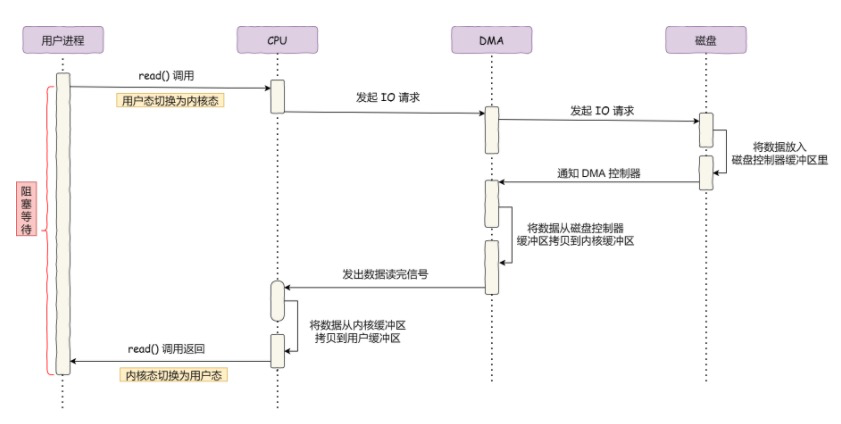 用户进程
CPU
DMA
磁盘
read() 调用
用户态切换为内核态
发起 IO 请求
发起 IO 请求
将数据放入
磁盘控制器缓冲区里
通知 DMA 控制器
阻塞等待
将数据从磁盘控制器
缓冲区拷贝到内核缓冲区
发出数据读完信号
将数据从内核缓冲区
拷贝到用户缓冲区
read() 调用返回
内核态切换为用户态